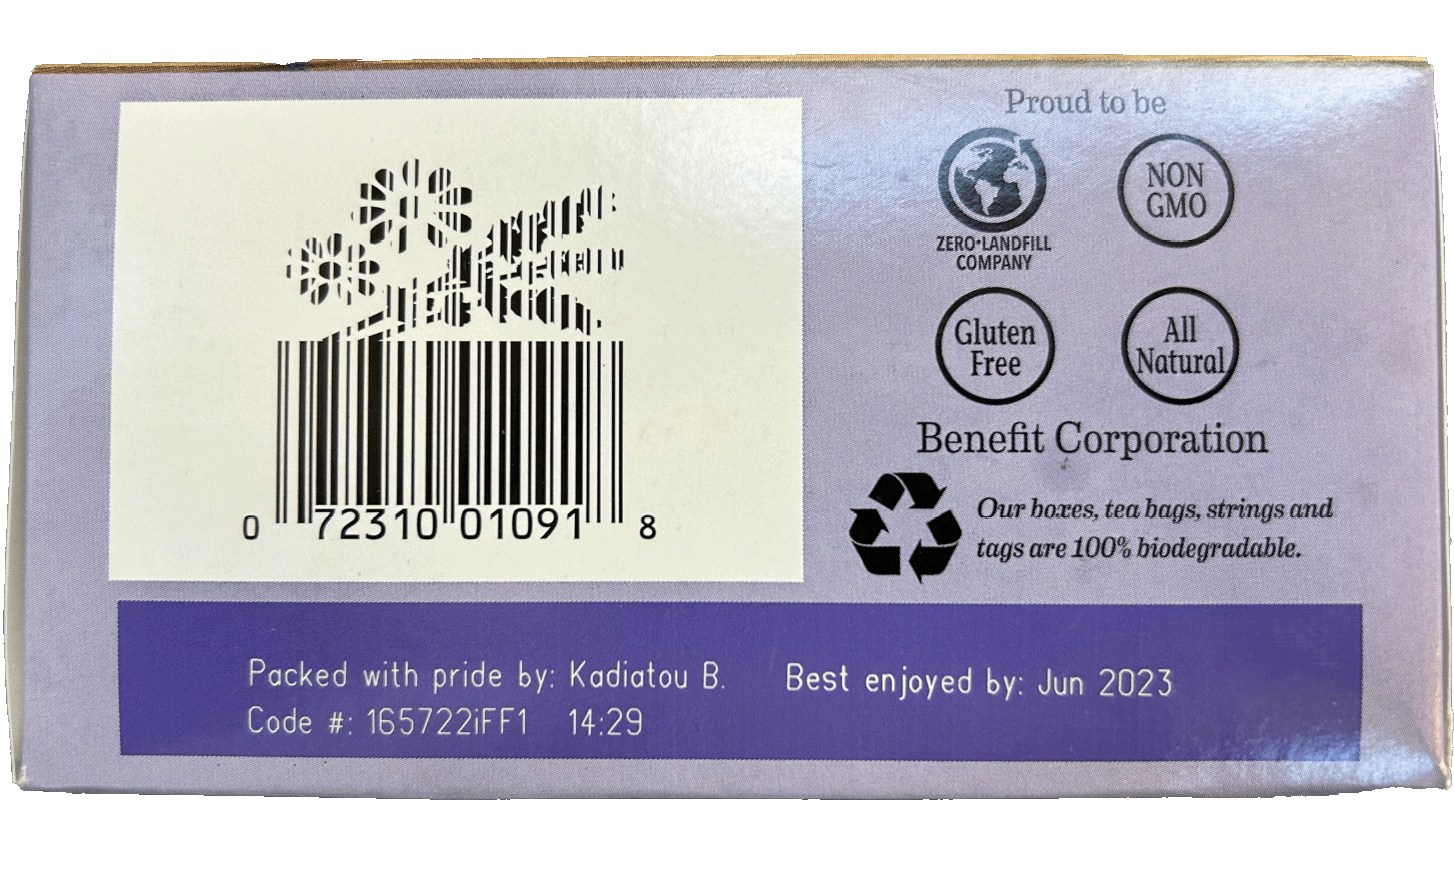 0 72310 01091 8
Proud to be
ZERO•LANDFILL
COMPANY
NON
GMO
Gluten
Free
All
Natural
Benefit Corporation
Our boxes, tea bags, strings and
tags are 100% biodegradable.
Packed with pride by: Kadiatou B. Best enjoyed by: Jun 2023
Code #: 165722iFF1 14:29